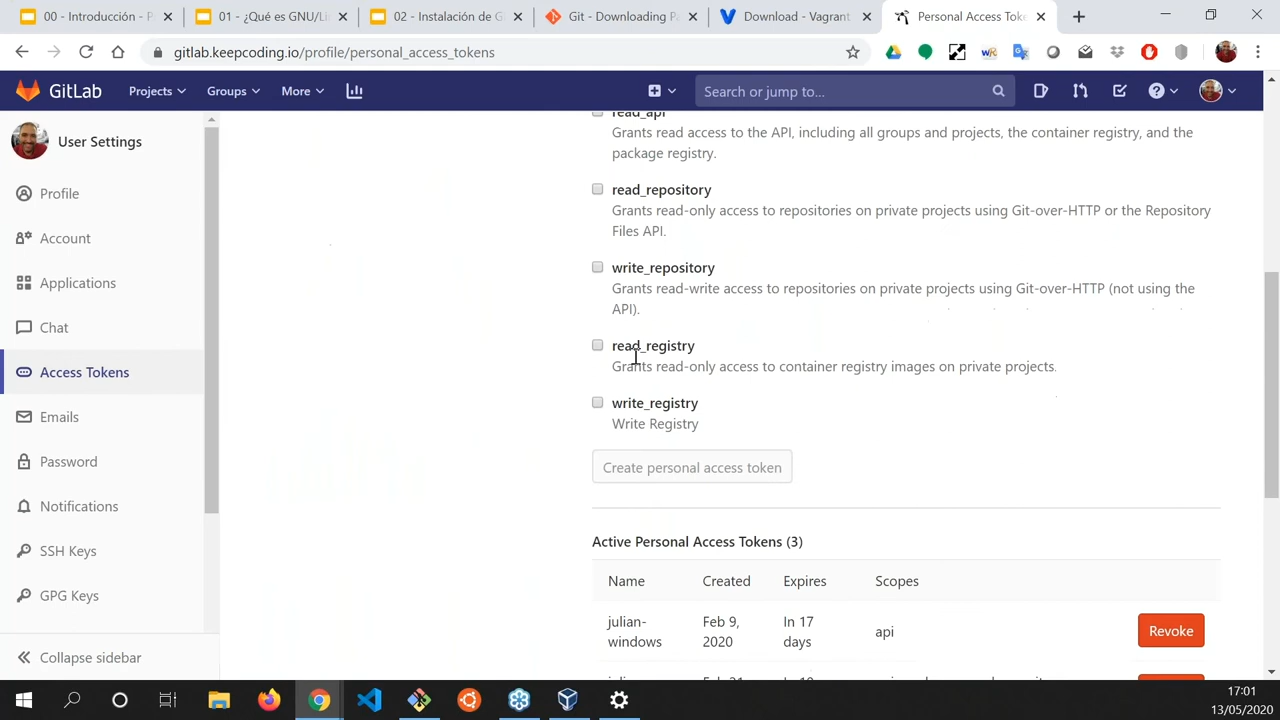 00 - Introducción - P
01 - ¿Qué es GNU/Li
02 - Instalación de G
Git - Downloading P
Download - Vagrant
Personal Access Toke
gitlab.keepcoding.io/profile/personal_access_tokens
GitLab
Projects
Groups
More
Search or jump to...
User Settings
Profile
Account
Applications
Chat
Access Tokens
Emails
Password
Notifications
SSH Keys
GPG Keys
Collapse sidebar
read_api
Grants read access to the API, including all groups and projects, the container registry, and the
package registry.
read_repository
Grants read-only access to repositories on private projects using Git-over-HTTP or the Repository
Files API.
write_repository
Grants read-write access to repositories on private projects using Git-over-HTTP (not using the
API).
read_registry
Grants read-only access to container registry images on private projects.
write_registry
Write Registry
Create personal access token
Active Personal Access Tokens (3)
Name Created Expires Scopes
julian-
windows
Feb 9,
2020
In 17
days
api
Revoke
17:01
13/05/2020